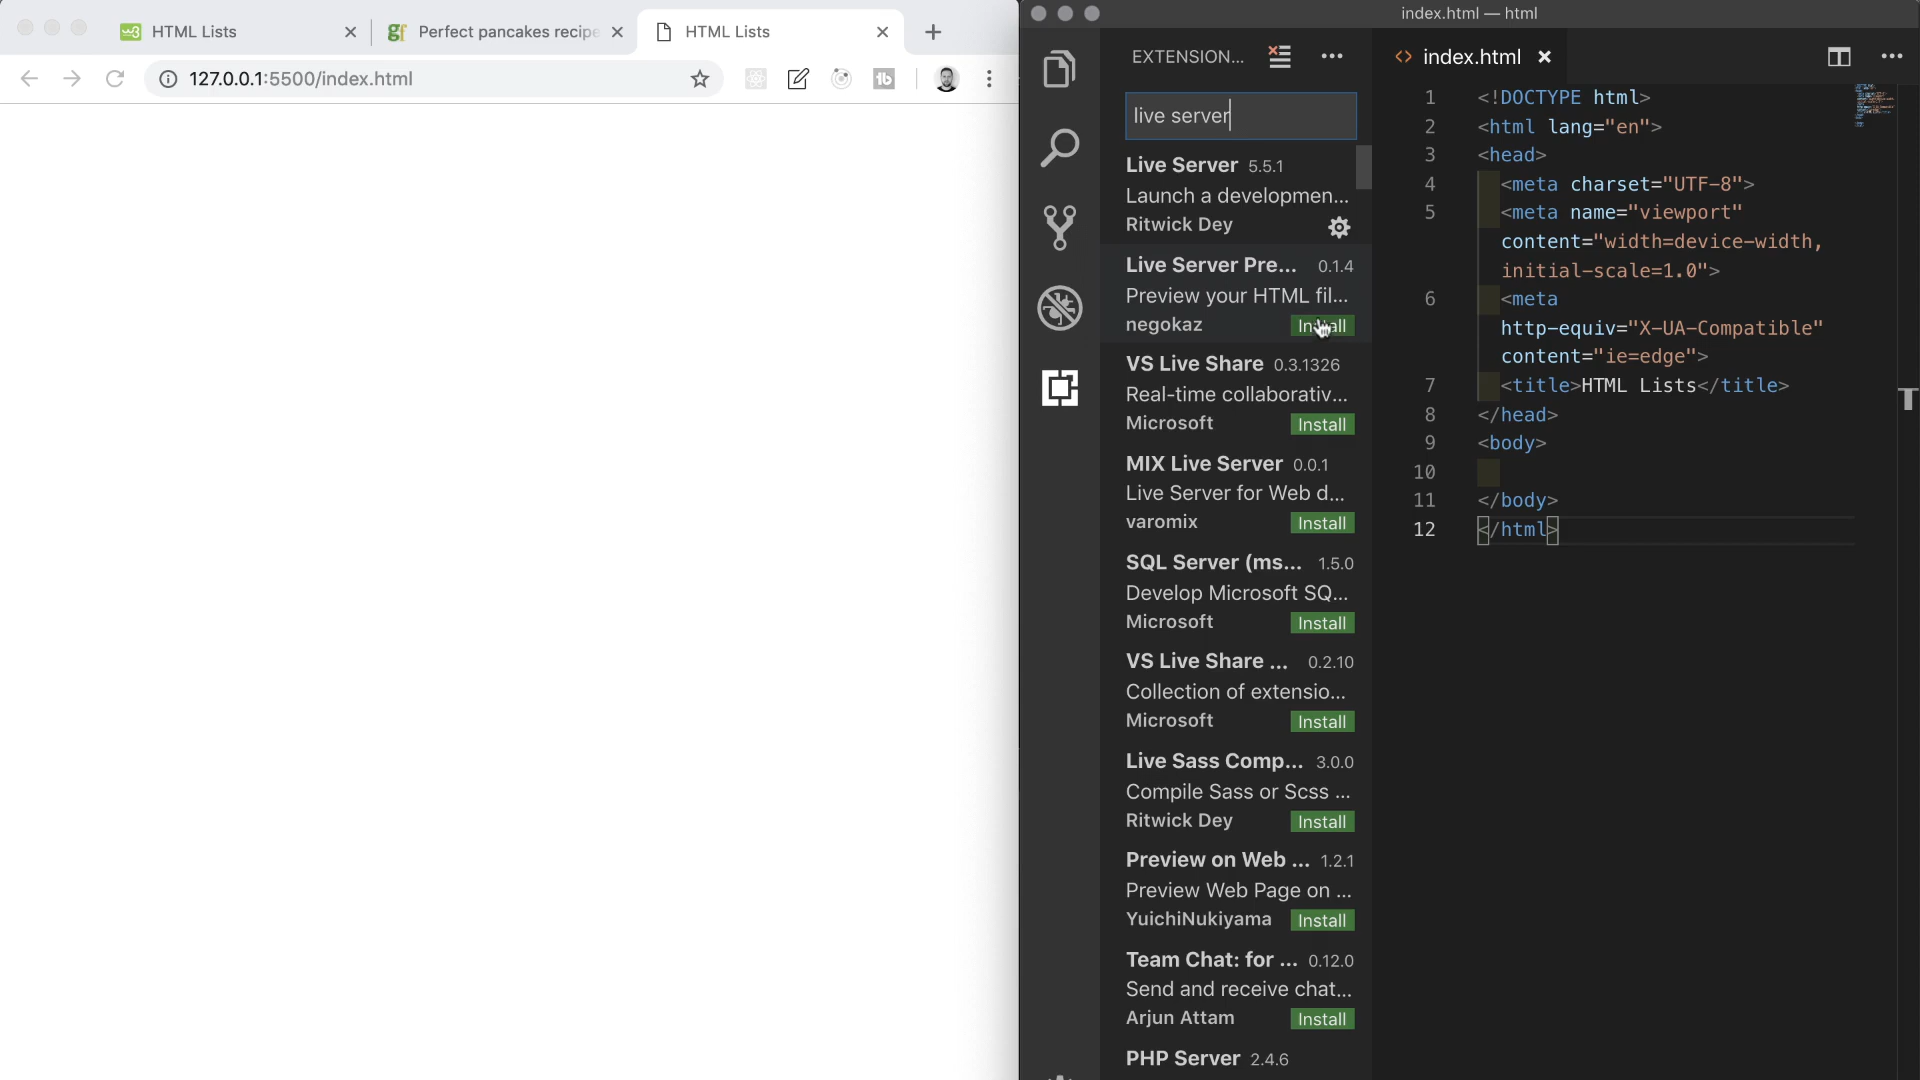 HTML Lists
Perfect pancakes recipe
HTML Lists
127.0.0.1:5500/index.html
index.html — html
EXTENSION...
live server
Live Server 5.5.1
Launch a developmen...
Ritwick Dey
Live Server Pre... 0.1.4
Preview your HTML fil...
negokaz Install
VS Live Share 0.3.1326
Real-time collaborativ...
Microsoft Install
MIX Live Server 0.0.1
Live Server for Web d...
varomix Install
SQL Server (ms... 1.5.0
Develop Microsoft SQ...
Microsoft Install
VS Live Share ... 0.2.10
Collection of extensio...
Microsoft Install
Live Sass Comp... 3.0.0
Compile Sass or Scss ...
Ritwick Dey Install
Preview on Web ... 1.2.1
Preview Web Page on ...
YuichiNukiyama Install
Team Chat: for ... 0.12.0
Send and receive chat...
Arjun Attam Install
PHP Server 2.4.6
index.html
1 <!DOCTYPE html>
2 <html lang="en">
3 <head>
4 <meta charset="UTF-8">
5 <meta name="viewport"
content="width=device-width,
initial-scale=1.0">
6 <meta
http-equiv="X-UA-Compatible"
content="ie=edge">
7 <title>HTML Lists</title>
8 </head>
9 <body>
10
11 </body>
12 </html>